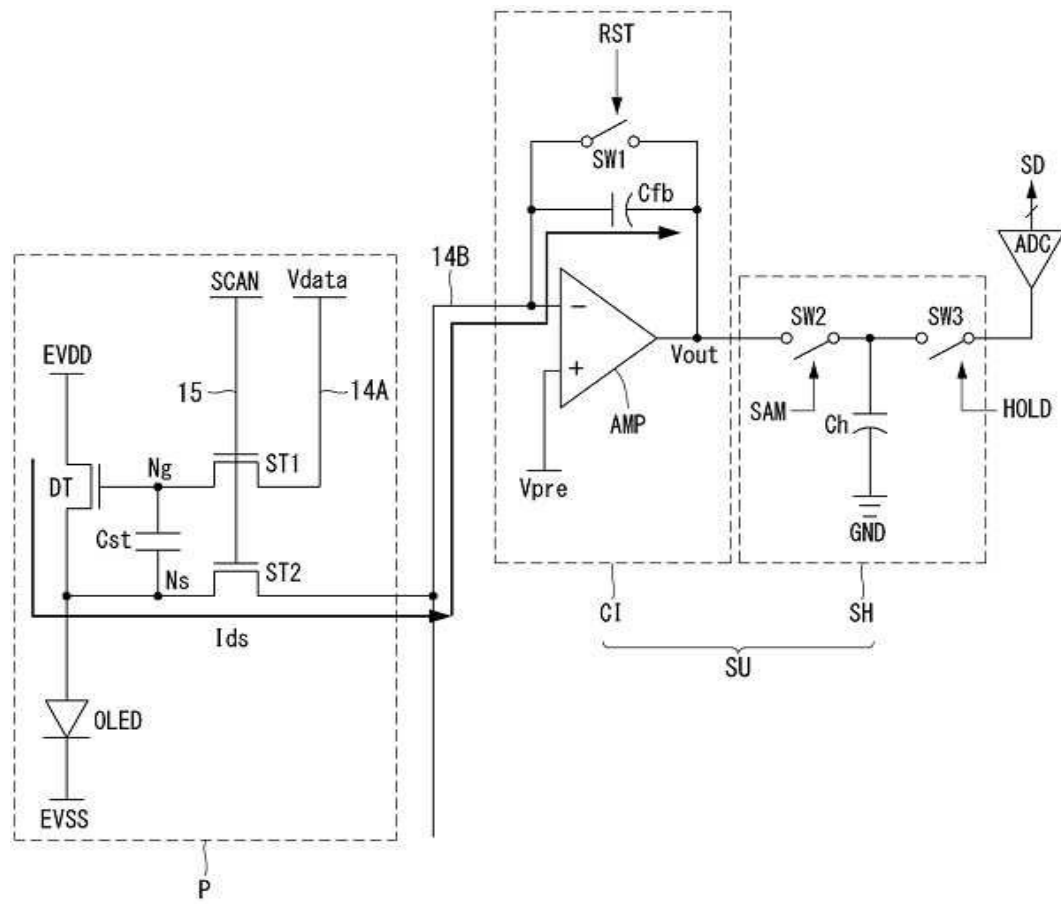 RST
SW1
Cfb
SD
ADC
14B
SCAN
Vdata
EVDD
15
14A
−
+
Vout
AMP
Vpre
SW2
SW3
SAM
HOLD
Ch
GND
Ng
ST1
DT
Cst
Ns
ST2
Ids
CI
SH
SU
OLED
EVSS
P